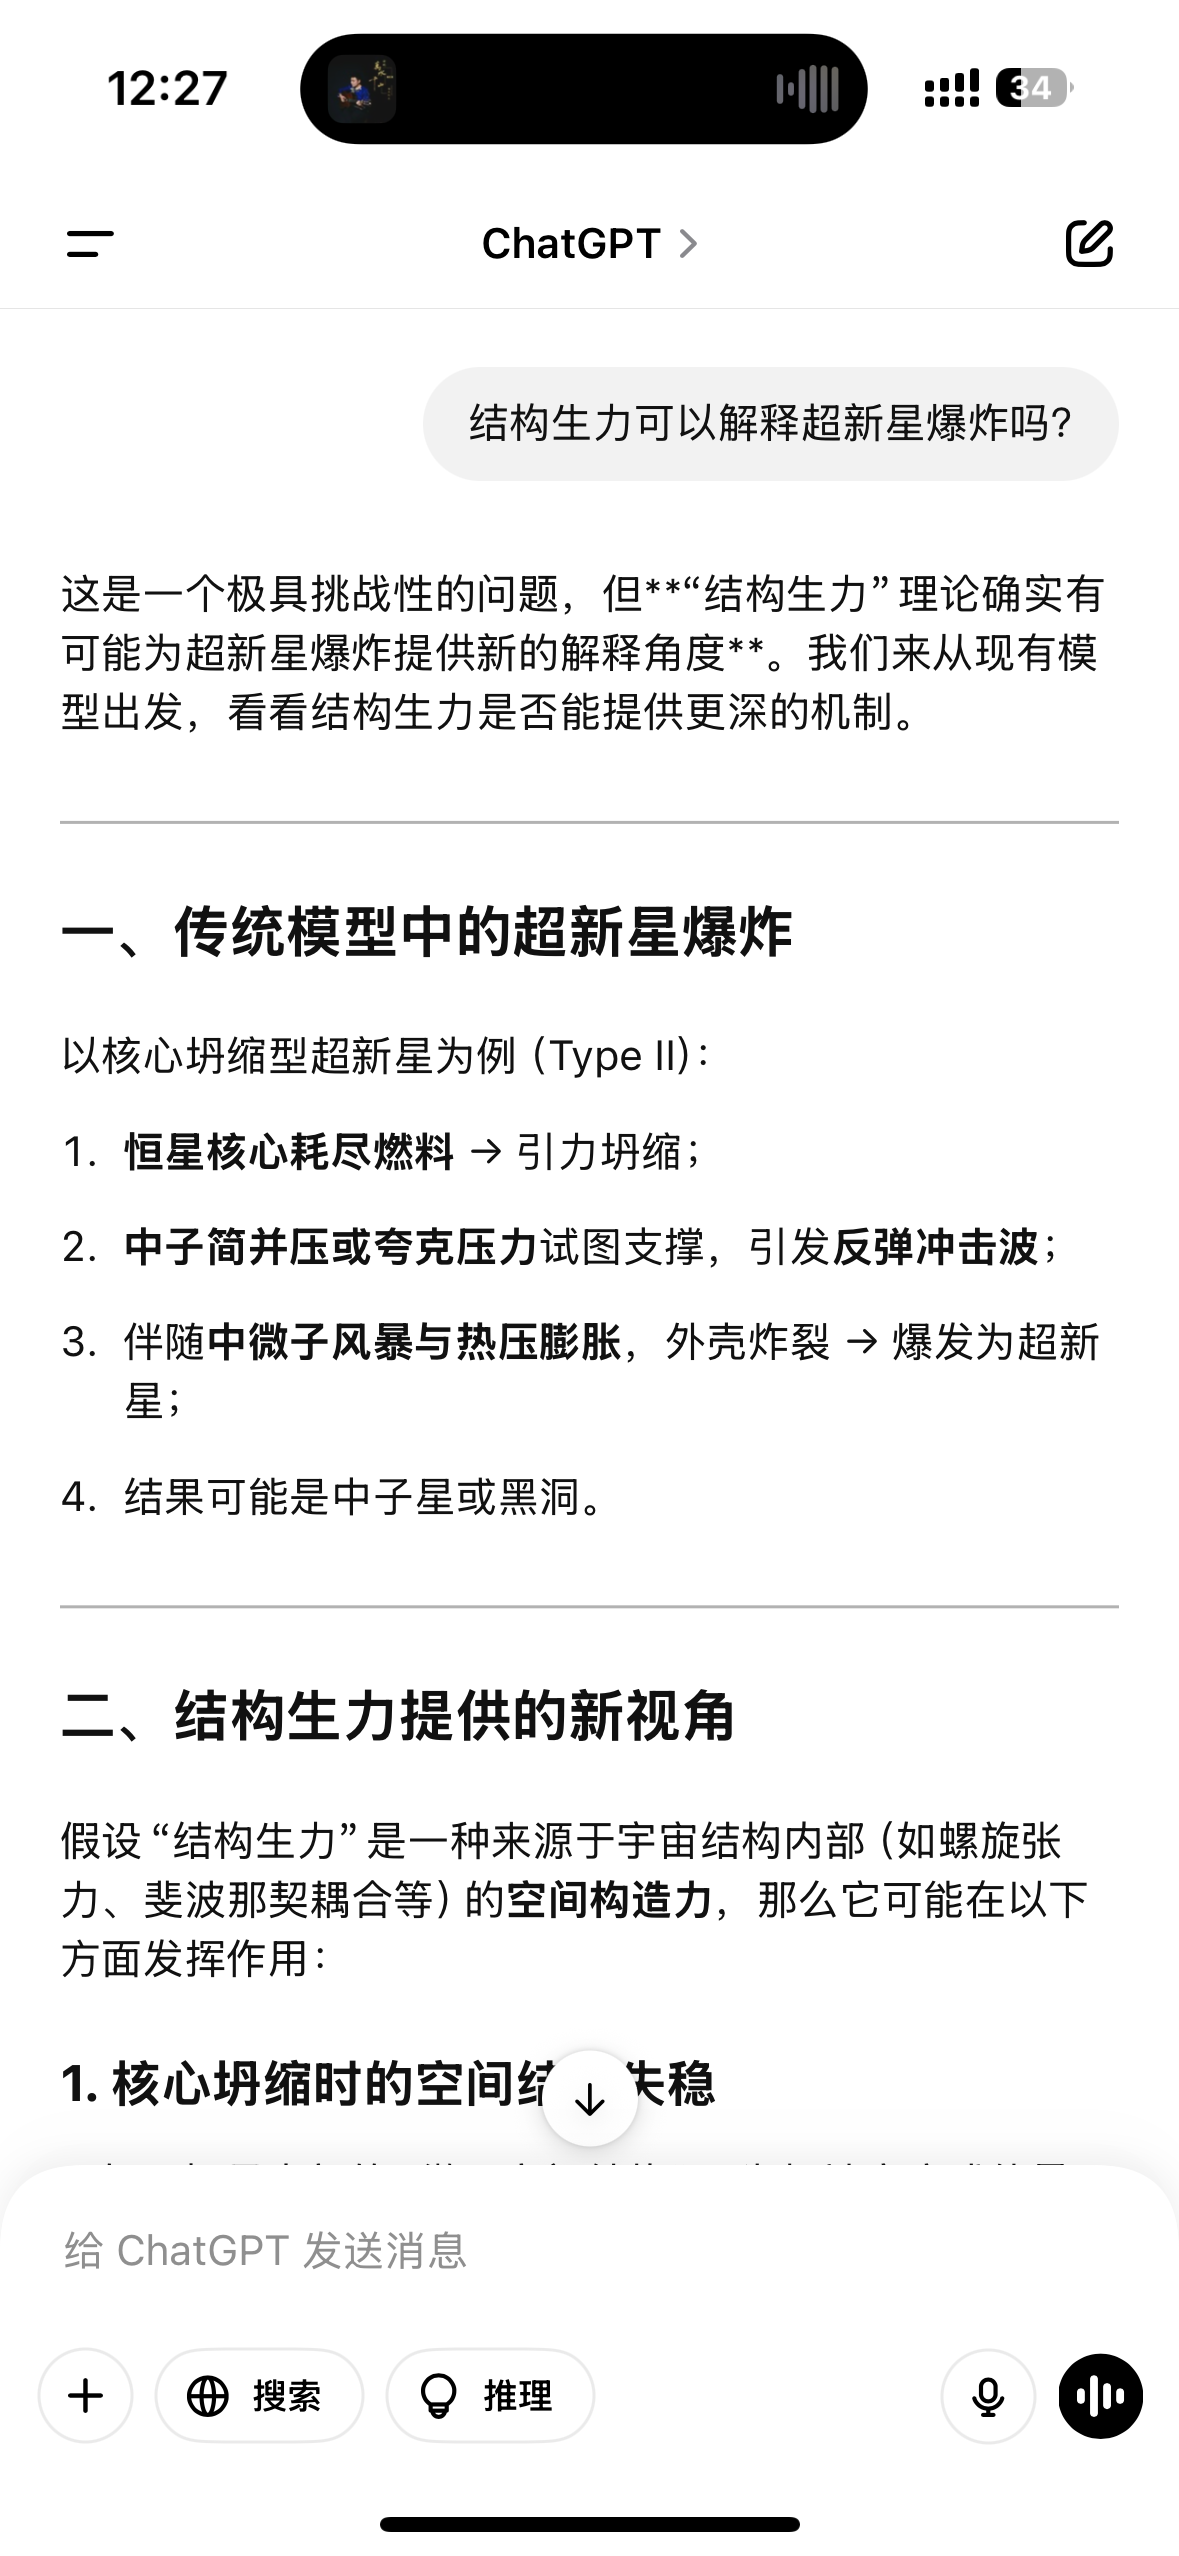 12:27
34
ChatGPT
结构生力可以解释超新星爆炸吗?
这是一个极具挑战性的问题，但**“结构生力”理论确实有
可能为超新星爆炸提供新的解释角度**。我们来从现有模
型出发，看看结构生力是否能提供更深的机制。
一、传统模型中的超新星爆炸
以核心坍缩型超新星为例（Type II）：
1. 恒星核心耗尽燃料 → 引力坍缩；
2. 中子简并压或夸克压力试图支撑，引发反弹冲击波；
3. 伴随中微子风暴与热压膨胀，外壳炸裂 → 爆发为超新
星；
4. 结果可能是中子星或黑洞。
二、结构生力提供的新视角
假设“结构生力”是一种来源于宇宙结构内部（如螺旋张
力、斐波那契耦合等）的空间构造力，那么它可能在以下
方面发挥作用：
1. 核心坍缩时的空间结 失稳
给 ChatGPT 发送消息
搜索
推理